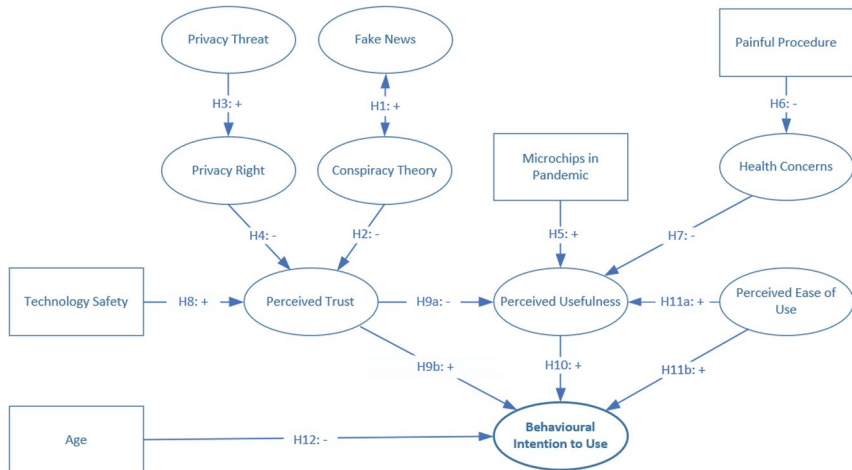 Privacy Threat
Fake News
Painful Procedure
H3: +
H1: +
H6: -
Privacy Right
Conspiracy Theory
Microchips in
Pandemic
Health Concerns
H4: -
H2: -
H5: +
H7: -
Technology Safety
H8: +
Perceived Trust
H9a: -
Perceived Usefulness
H11a: +
Perceived Ease of
Use
H9b: +
H10: +
H11b: +
Age
H12: -
Behavioural
Intention to Use